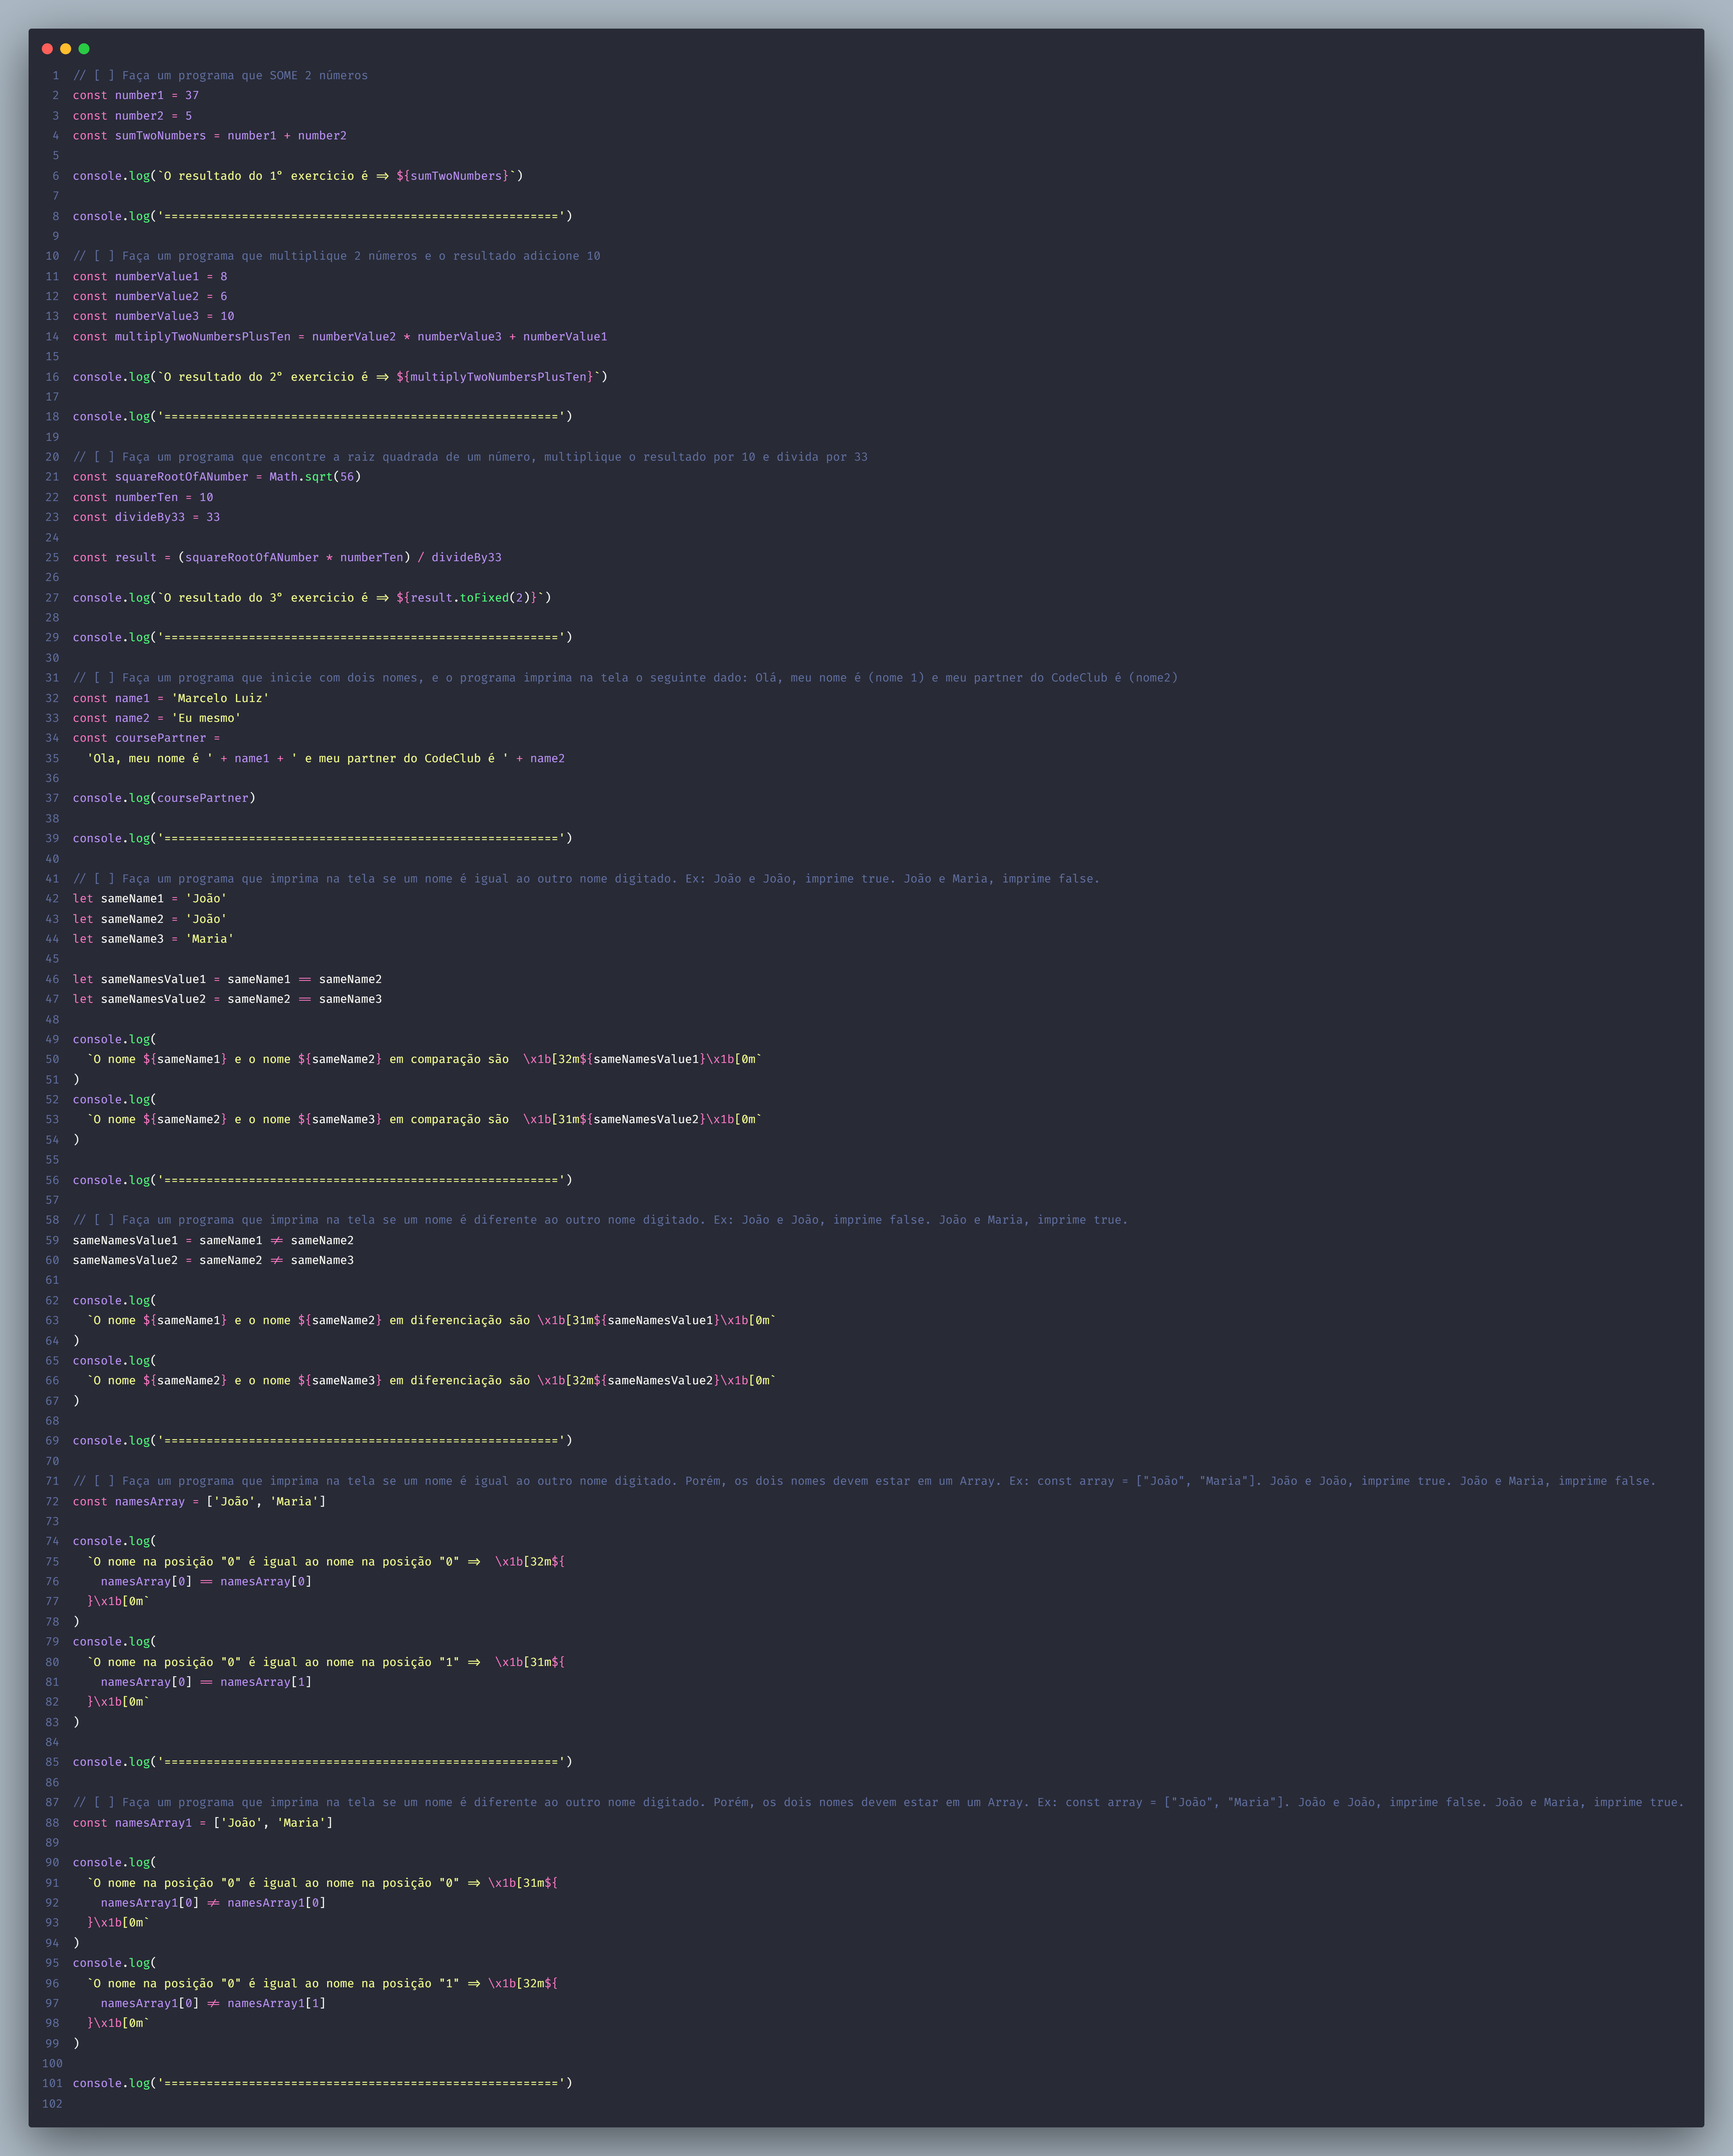 1 // [ ] Faça um programa que SOME 2 números
2 const number1 = 37
3 const number2 = 5
4 const sumTwoNumbers = number1 + number2
5
6 console.log(`O resultado do 1° exercicio é => ${sumTwoNumbers}`)
7
8 console.log('========================================================')
9
10 // [ ] Faça um programa que multiplique 2 números e o resultado adicione 10
11 const numberValue1 = 8
12 const numberValue2 = 6
13 const numberValue3 = 10
14 const multiplyTwoNumbersPlusTen = numberValue2 * numberValue3 + numberValue1
15
16 console.log(`O resultado do 2° exercicio é => ${multiplyTwoNumbersPlusTen}`)
17
18 console.log('========================================================')
19
20 // [ ] Faça um programa que encontre a raiz quadrada de um número, multiplique o resultado por 10 e divida por 33
21 const squareRootOfANumber = Math.sqrt(56)
22 const numberTen = 10
23 const divideBy33 = 33
24
25 const result = (squareRootOfANumber * numberTen) / divideBy33
26
27 console.log(`O resultado do 3° exercicio é => ${result.toFixed(2)}`)
28
29 console.log('========================================================')
30
31 // [ ] Faça um programa que inicie com dois nomes, e o programa imprima na tela o seguinte dado: Olá, meu nome é (nome 1) e meu partner do CodeClub é (nome2)
32 const name1 = 'Marcelo Luiz'
33 const name2 = 'Eu mesmo'
34 const coursePartner =
35   'Ola, meu nome é ' + name1 + ' e meu partner do CodeClub é ' + name2
36
37 console.log(coursePartner)
38
39 console.log('========================================================')
40
41 // [ ] Faça um programa que imprima na tela se um nome é igual ao outro nome digitado. Ex: João e João, imprime true. João e Maria, imprime false.
42 let sameName1 = 'João'
43 let sameName2 = 'João'
44 let sameName3 = 'Maria'
45
46 let sameNamesValue1 = sameName1 == sameName2
47 let sameNamesValue2 = sameName2 == sameName3
48
49 console.log(
50   `O nome ${sameName1} e o nome ${sameName2} em comparação são  \x1b[32m${sameNamesValue1}\x1b[0m`
51 )
52 console.log(
53   `O nome ${sameName2} e o nome ${sameName3} em comparação são  \x1b[31m${sameNamesValue2}\x1b[0m`
54 )
55
56 console.log('========================================================')
57
58 // [ ] Faça um programa que imprima na tela se um nome é diferente ao outro nome digitado. Ex: João e João, imprime false. João e Maria, imprime true.
59 sameNamesValue1 = sameName1 != sameName2
60 sameNamesValue2 = sameName2 != sameName3
61
62 console.log(
63   `O nome ${sameName1} e o nome ${sameName2} em diferenciação são \x1b[31m${sameNamesValue1}\x1b[0m`
64 )
65 console.log(
66   `O nome ${sameName2} e o nome ${sameName3} em diferenciação são \x1b[32m${sameNamesValue2}\x1b[0m`
67 )
68
69 console.log('========================================================')
70
71 // [ ] Faça um programa que imprima na tela se um nome é igual ao outro nome digitado. Porém, os dois nomes devem estar em um Array. Ex: const array = ["João", "Maria"]. João e João, imprime true. João e Maria, imprime false.
72 const namesArray = ['João', 'Maria']
73
74 console.log(
75   `O nome na posição "0" é igual ao nome na posição "0" =>  \x1b[32m${
76     namesArray[0] == namesArray[0]
77   }\x1b[0m`
78 )
79 console.log(
80   `O nome na posição "0" é igual ao nome na posição "1" =>  \x1b[31m${
81     namesArray[0] == namesArray[1]
82   }\x1b[0m`
83 )
84
85 console.log('========================================================')
86
87 // [ ] Faça um programa que imprima na tela se um nome é diferente ao outro nome digitado. Porém, os dois nomes devem estar em um Array. Ex: const array = ["João", "Maria"]. João e João, imprime false. João e Maria, imprime true.
88 const namesArray1 = ['João', 'Maria']
89
90 console.log(
91   `O nome na posição "0" é igual ao nome na posição "0" => \x1b[31m${
92     namesArray1[0] != namesArray1[0]
93   }\x1b[0m`
94 )
95 console.log(
96   `O nome na posição "0" é igual ao nome na posição "1" => \x1b[32m${
97     namesArray1[0] != namesArray1[1]
98   }\x1b[0m`
99 )
100
101 console.log('========================================================')
102